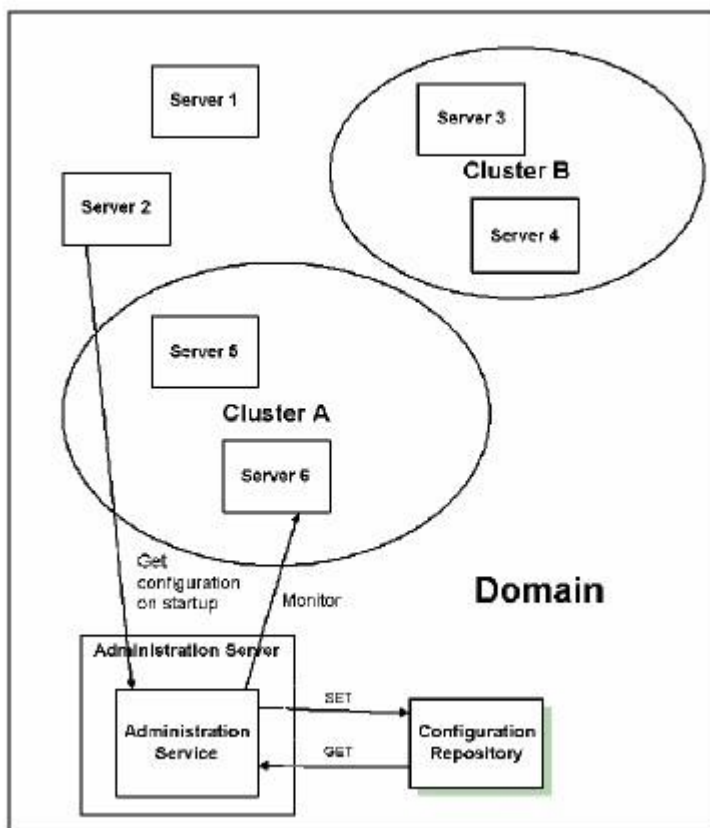 Server 1
Server 3
Cluster B
Server 2
Server 4
Server 5
Cluster A
Server 6
Get
configuration
on startup
Monitor
Domain
Administration Server
Administration
Service
SET
GET
Configuration
Repository